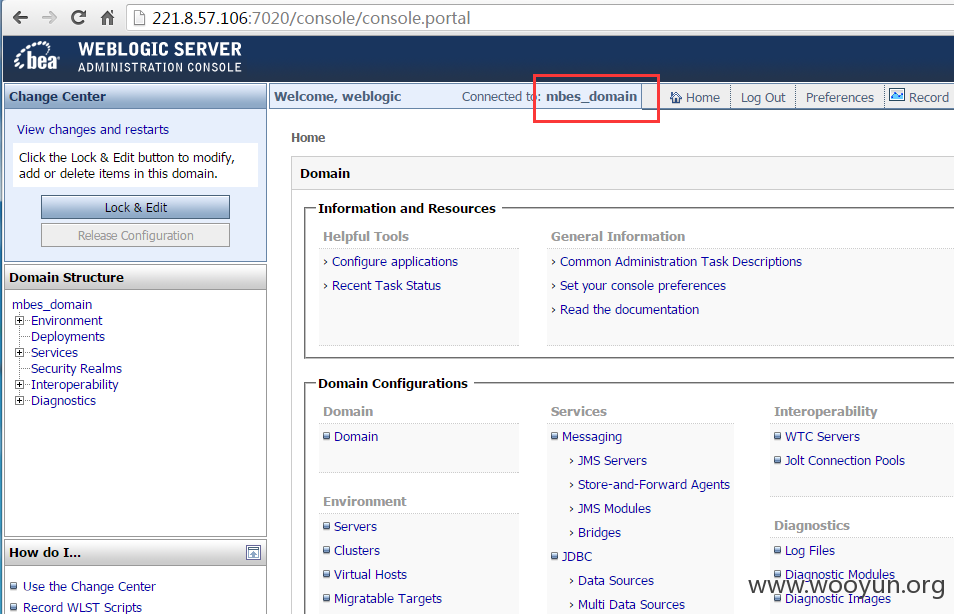 221.8.57.106:7020/console/console.portal
bea
WEBLOGIC SERVER
ADMINISTRATION CONSOLE
Change Center
View changes and restarts
Click the Lock & Edit button to modify,
add or delete items in this domain.
Lock & Edit
Release Configuration
Domain Structure
mbes_domain
Environment
Deployments
Services
Security Realms
Interoperability
Diagnostics
How do I...
Use the Change Center
Record WLST Scripts
Welcome, weblogic
Connected to: mbes_domain
Home
Log Out
Preferences
Record
Home
Domain
Information and Resources
Helpful Tools
› Configure applications
› Recent Task Status
General Information
› Common Administration Task Descriptions
› Set your console preferences
› Read the documentation
Domain Configurations
Domain
Domain
Environment
Servers
Clusters
Virtual Hosts
Migratable Targets
Services
Messaging
› JMS Servers
› Store-and-Forward Agents
› JMS Modules
› Bridges
JDBC
› Data Sources
› Multi Data Sources
Interoperability
WTC Servers
Jolt Connection Pools
Diagnostics
Log Files
Diagnostic Modules
Diagnostic Images
www.wooyun.org